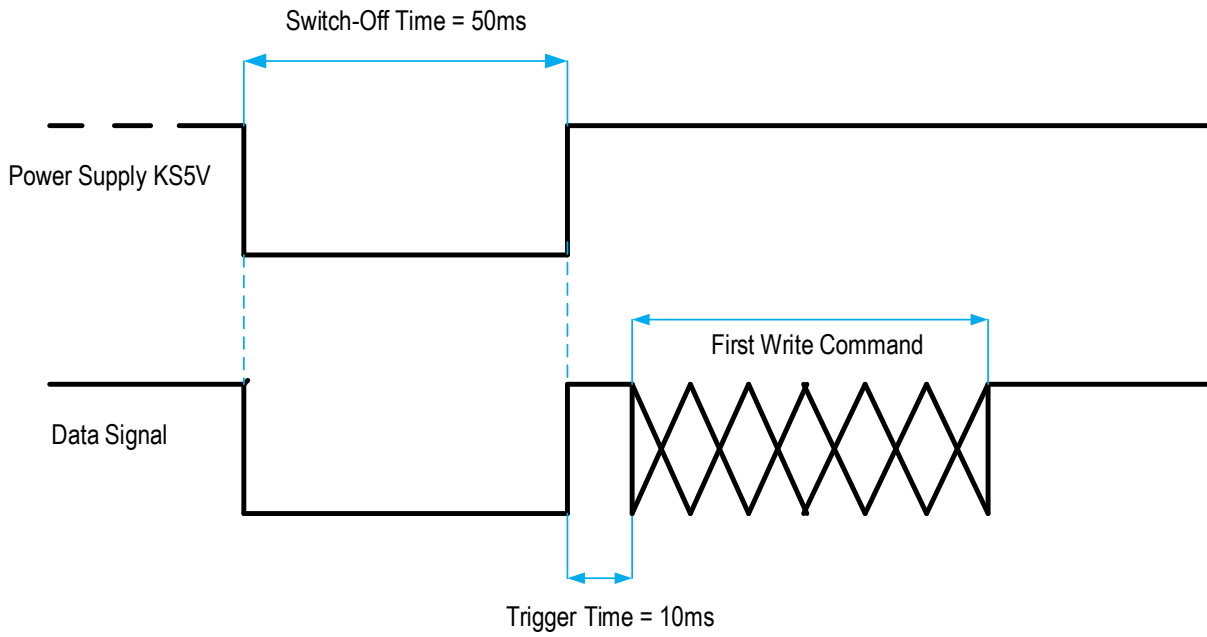 Switch-Off Time = 50ms
Power Supply KS5V
First Write Command
Data Signal
Trigger Time = 10ms